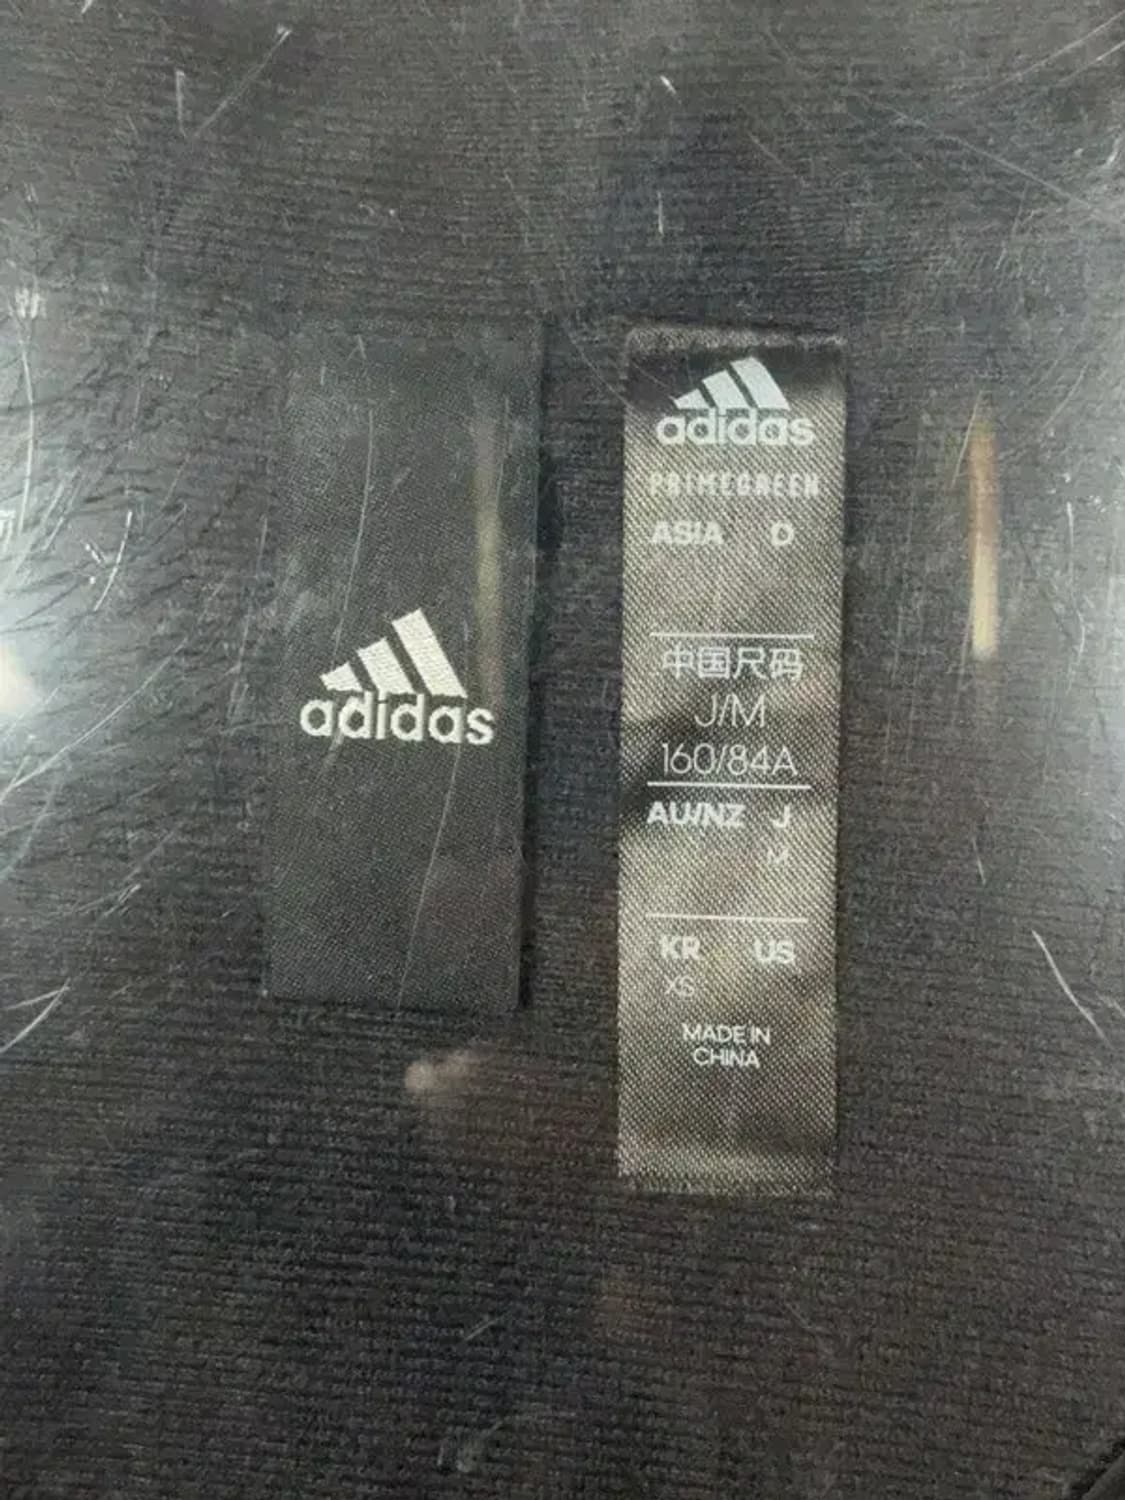 adidas
adidas
PRIMEGREEN
ASIA O
中国尺码
J/M
160/84A
AU/NZ J
M
KR US
XS
MADE IN
CHINA